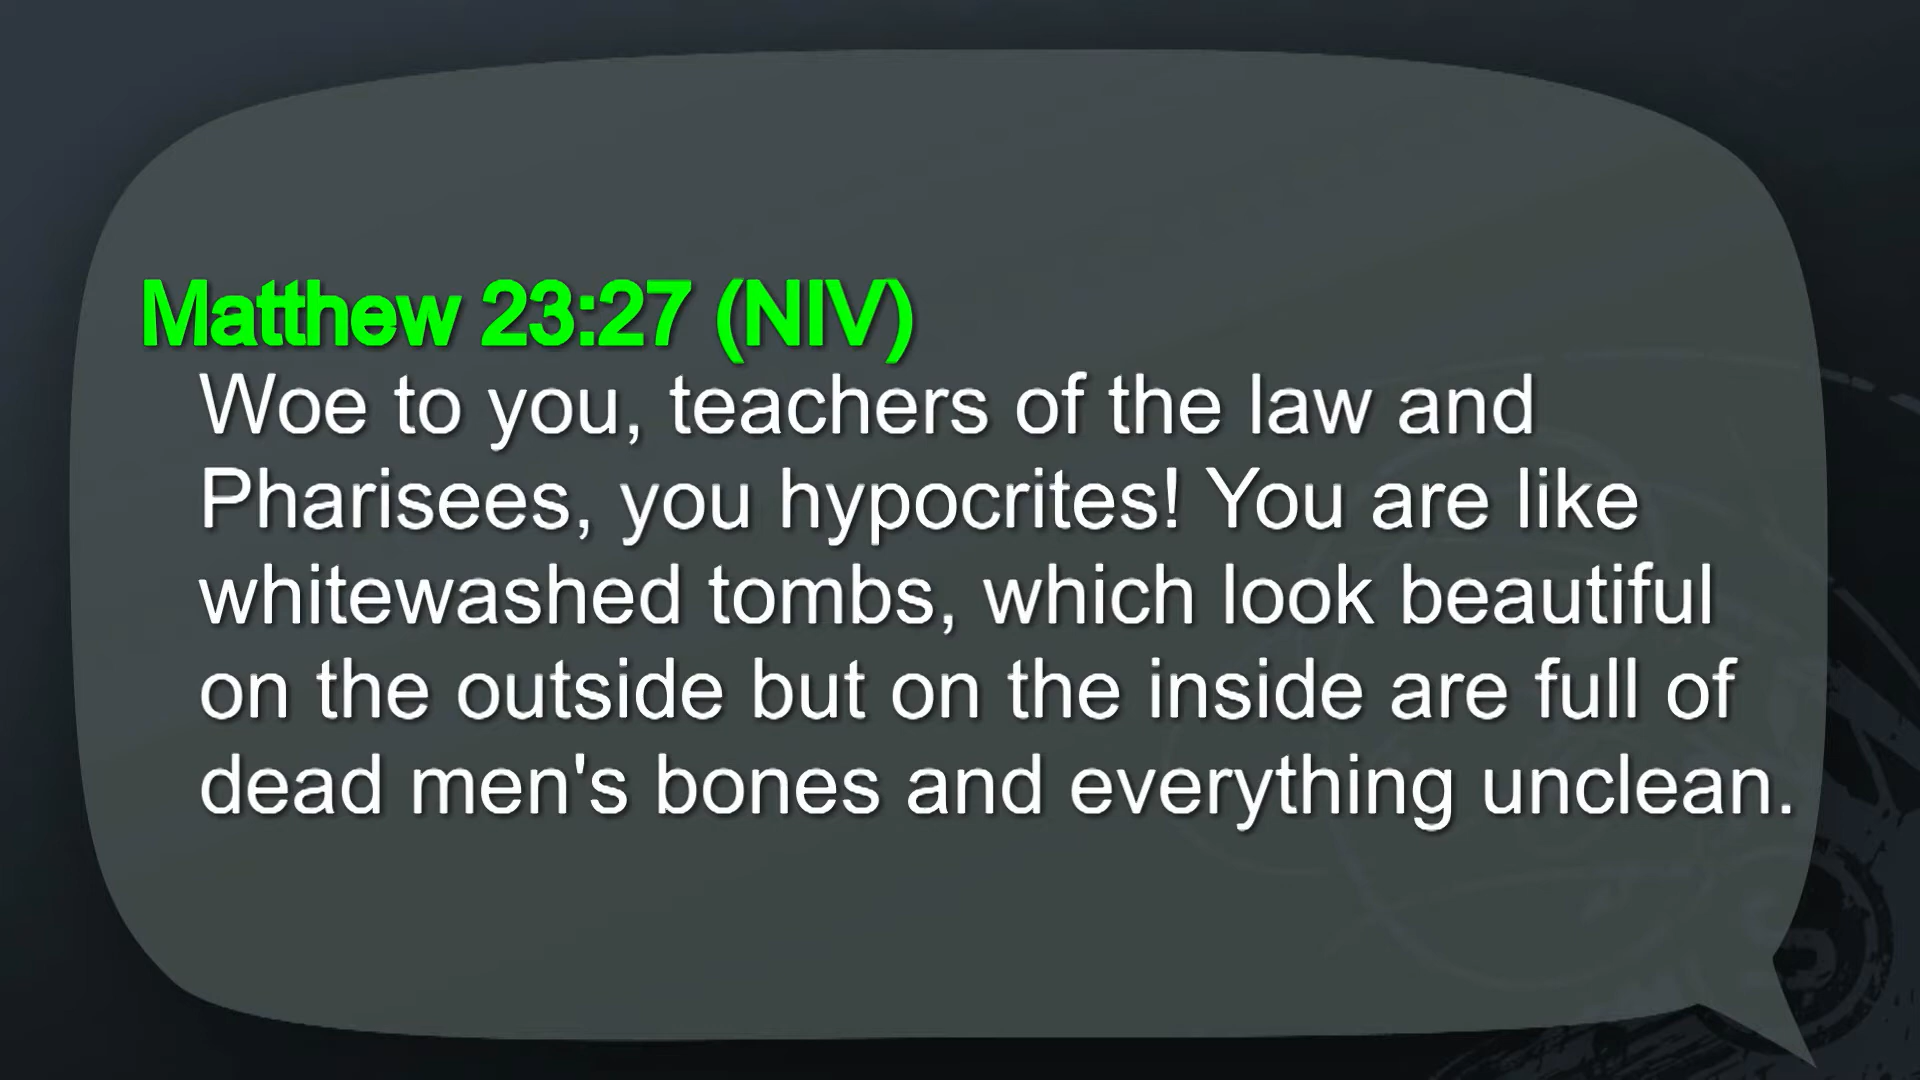 Matthew 23:27 (NIV)
Woe to you, teachers of the law and
Pharisees, you hypocrites! You are like
whitewashed tombs, which look beautiful
on the outside but on the inside are full of
dead men's bones and everything unclean.